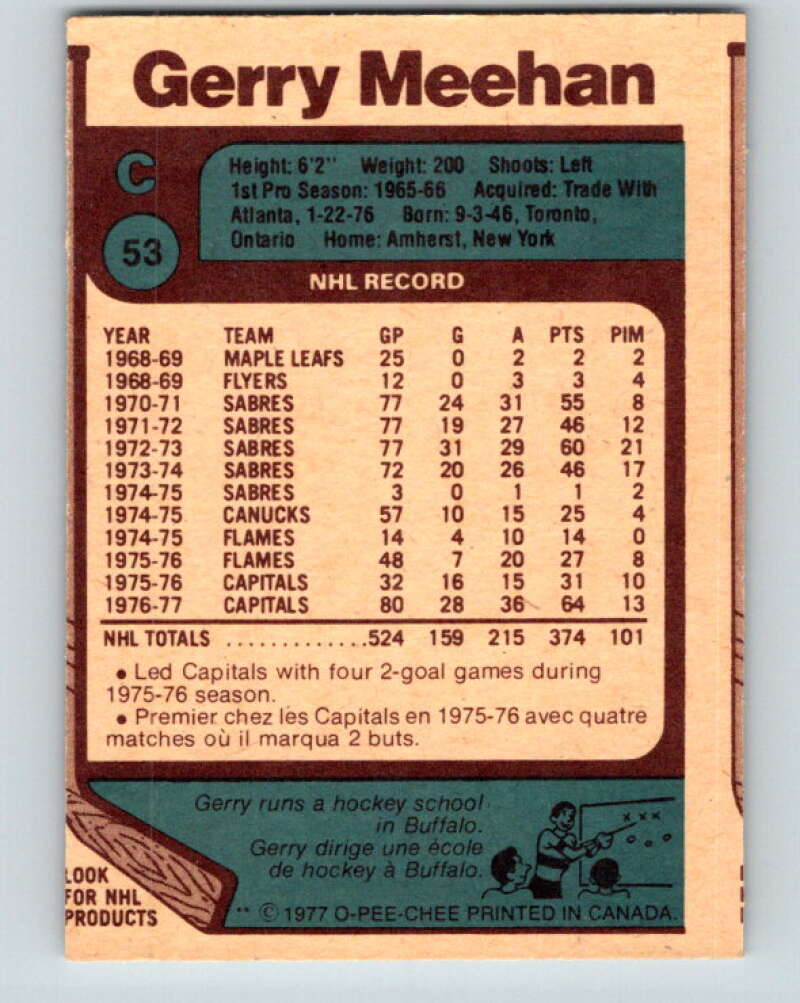 Gerry Meehan
C
53
Height: 6'2" Weight: 200 Shoots: Left
1st Pro Season: 1965-66 Acquired: Trade With
Atlanta, 1-22-76 Born: 9-3-46, Toronto,
Ontario Home: Amherst, New York
NHL RECORD
YEAR TEAM GP G A PTS PIM
1968-69 MAPLE LEAFS 25 0 2 2 2
1968-69 FLYERS 12 0 3 3 4
1970-71 SABRES 77 24 31 55 8
1971-72 SABRES 77 19 27 46 12
1972-73 SABRES 77 31 29 60 21
1973-74 SABRES 72 20 26 46 17
1974-75 SABRES 3 0 1 1 2
1974-75 CANUCKS 57 10 15 25 4
1974-75 FLAMES 14 4 10 14 0
1975-76 FLAMES 48 7 20 27 8
1975-76 CAPITALS 32 16 15 31 10
1976-77 CAPITALS 80 28 36 64 13
NHL TOTALS .............524 159 215 374 101
• Led Capitals with four 2-goal games during
1975-76 season.
• Premier chez les Capitals en 1975-76 avec quatre
matches où il marqua 2 buts.
Gerry runs a hockey school
in Buffalo.
Gerry dirige une école
de hockey à Buffalo.
XXX
LOOK
FOR NHL
PRODUCTS
** © 1977 O-PEE-CHEE PRINTED IN CANADA.